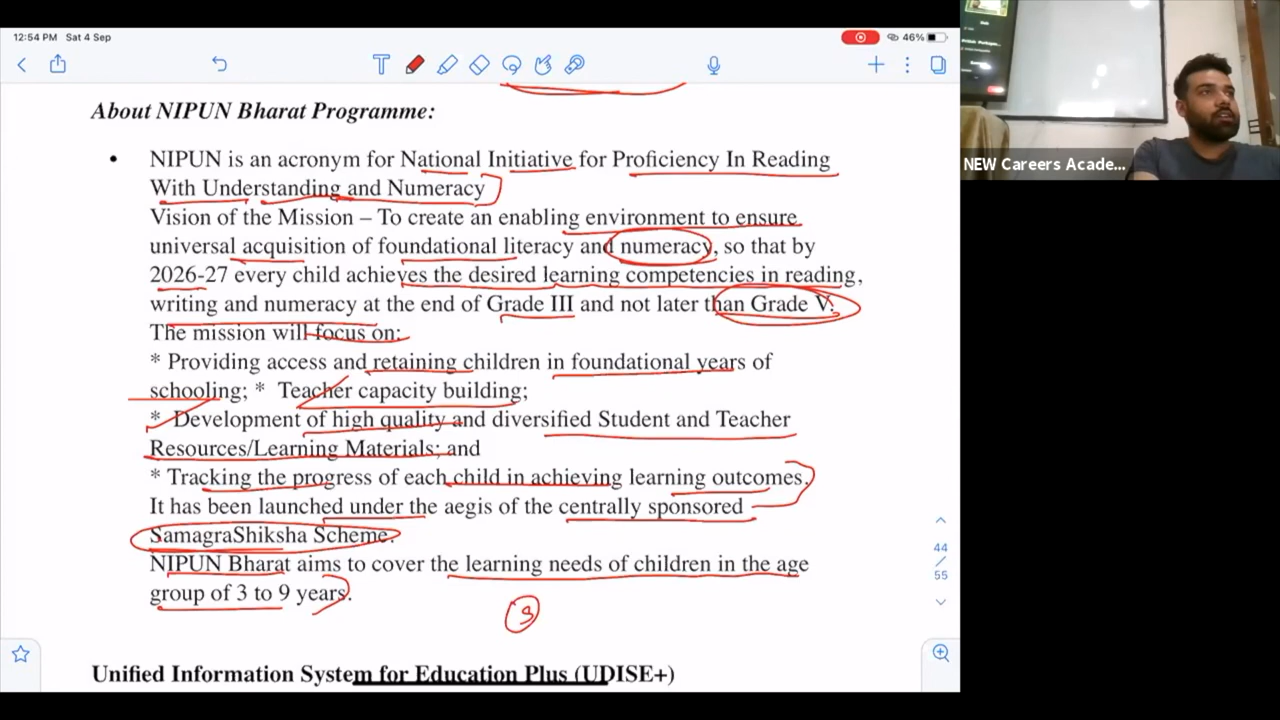 12:54 PM Sat 4 Sep
46%
T
About NIPUN Bharat Programme:
• NIPUN is an acronym for National Initiative for Proficiency In Reading
With Understanding and Numeracy
Vision of the Mission – To create an enabling environment to ensure
universal acquisition of foundational literacy and numeracy, so that by
2026-27 every child achieves the desired learning competencies in reading,
writing and numeracy at the end of Grade III and not later than Grade V.
The mission will focus on:
* Providing access and retaining children in foundational years of
schooling; * Teacher capacity building;
* Development of high quality and diversified Student and Teacher
Resources/Learning Materials; and
* Tracking the progress of each child in achieving learning outcomes.
It has been launched under the aegis of the centrally sponsored
SamagraShiksha Scheme.
NIPUN Bharat aims to cover the learning needs of children in the age
group of 3 to 9 years.
Unified Information System for Education Plus (UDISE+)
44
/
55
NEW Careers Acade...